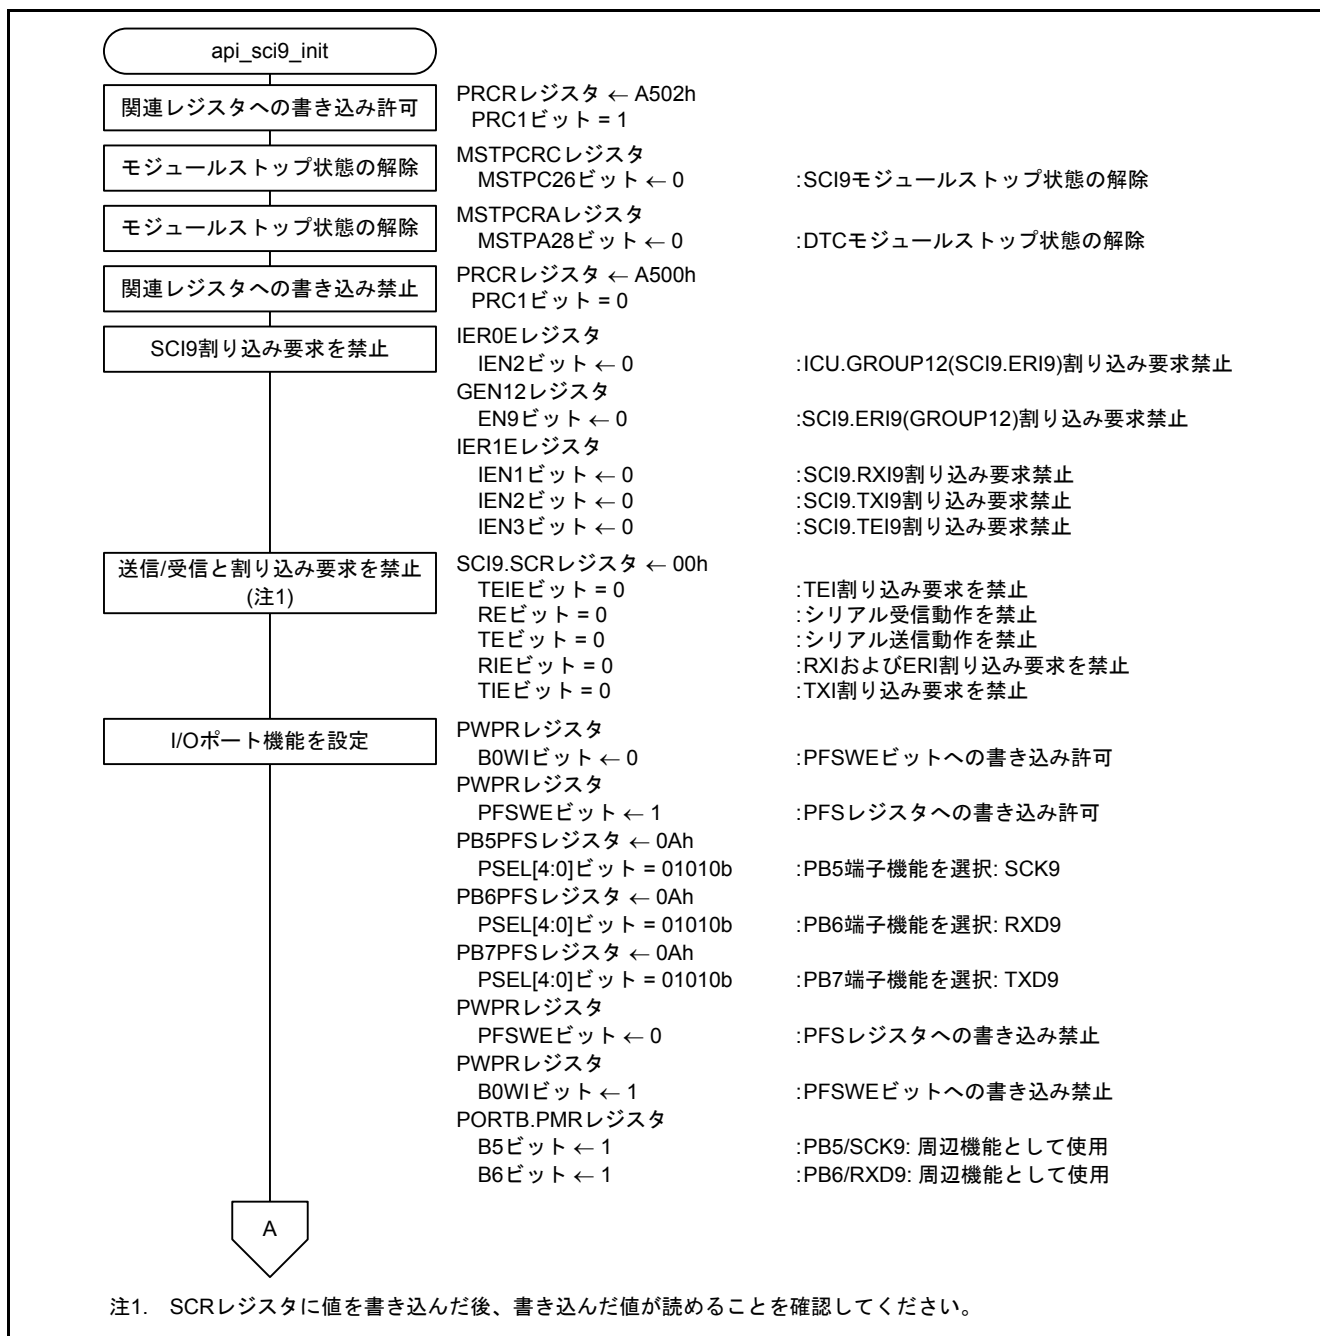 api_sci9_init
関連レジスタへの書き込み許可
PRCRレジスタ ← A502h
PRC1ビット = 1
モジュールストップ状態の解除
MSTPCRCレジスタ
MSTPC26ビット ← 0 :SCI9モジュールストップ状態の解除
モジュールストップ状態の解除
MSTPCRAレジスタ
MSTPA28ビット ← 0 :DTCモジュールストップ状態の解除
関連レジスタへの書き込み禁止
PRCRレジスタ ← A500h
PRC1ビット = 0
SCI9割り込み要求を禁止
IER0Eレジスタ
IEN2ビット ← 0 :ICU.GROUP12(SCI9.ERI9)割り込み要求禁止
GEN12レジスタ
EN9ビット ← 0 :SCI9.ERI9(GROUP12)割り込み要求禁止
IER1Eレジスタ
IEN1ビット ← 0 :SCI9.RXI9割り込み要求禁止
IEN2ビット ← 0 :SCI9.TXI9割り込み要求禁止
IEN3ビット ← 0 :SCI9.TEI9割り込み要求禁止
送信/受信と割り込み要求を禁止
(注1)
SCI9.SCRレジスタ ← 00h
TEIEビット = 0 :TEI割り込み要求を禁止
REビット = 0 :シリアル受信動作を禁止
TEビット = 0 :シリアル送信動作を禁止
RIEビット = 0 :RXIおよびERI割り込み要求を禁止
TIEビット = 0 :TXI割り込み要求を禁止
I/Oポート機能を設定
PWPRレジスタ
B0WIビット ← 0 :PFSWEビットへの書き込み許可
PWPRレジスタ
PFSWEビット ← 1 :PFSレジスタへの書き込み許可
PB5PFSレジスタ ← 0Ah
PSEL[4:0]ビット = 01010b :PB5端子機能を選択: SCK9
PB6PFSレジスタ ← 0Ah
PSEL[4:0]ビット = 01010b :PB6端子機能を選択: RXD9
PB7PFSレジスタ ← 0Ah
PSEL[4:0]ビット = 01010b :PB7端子機能を選択: TXD9
PWPRレジスタ
PFSWEビット ← 0 :PFSレジスタへの書き込み禁止
PWPRレジスタ
B0WIビット ← 1 :PFSWEビットへの書き込み禁止
PORTB.PMRレジスタ
B5ビット ← 1 :PB5/SCK9: 周辺機能として使用
B6ビット ← 1 :PB6/RXD9: 周辺機能として使用
A
注1. SCRレジスタに値を書き込んだ後、書き込んだ値が読めることを確認してください。